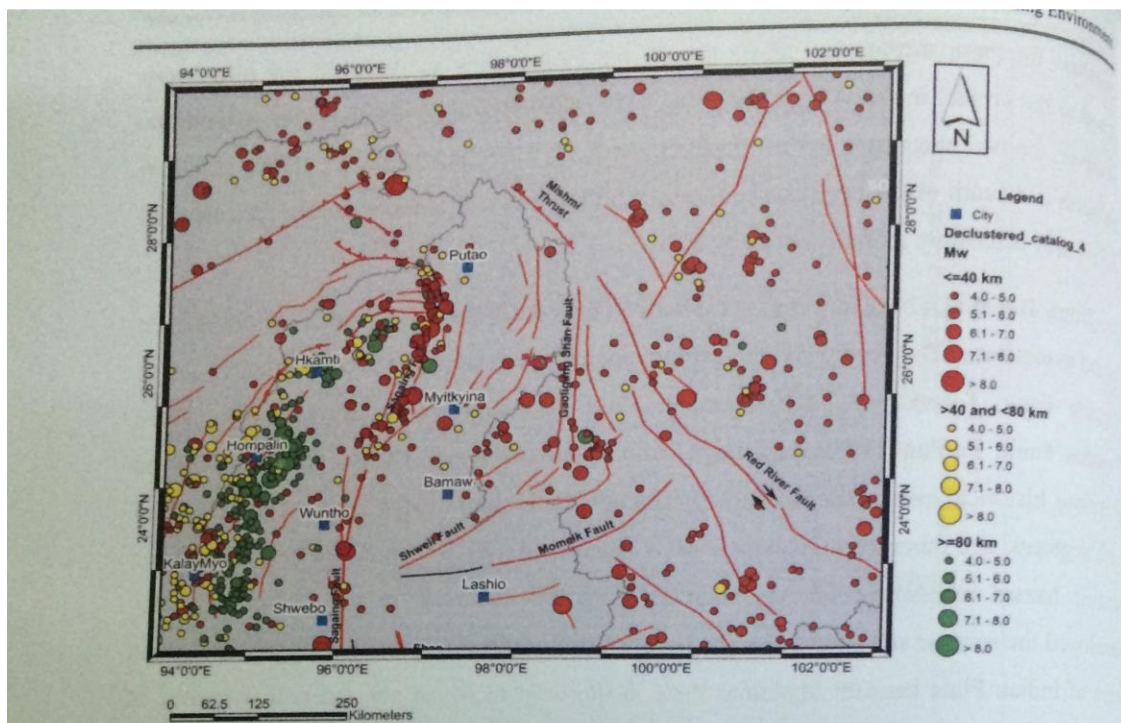 ing Environment
94°0'0"E 96°0'0"E 98°0'0"E 100°0'0"E 102°0'0"E
N
28°0'0"N
26°0'0"N
24°0'0"N
28°0'0"N
26°0'0"N
24°0'0"N
Mishmi
Thrust
Putao
Hkamti
Myitkyina
Gaoligong Shan Fault
Hompalin
Bamaw
Red River Fault
Wuntho
Shweli Fault
Momeik Fault
KalayMyo
Lashio
Shwebo
Sagaing Fault
Legend
City
Declustered_catalog_4
Mw
<=40 km
4.0 - 5.0
5.1 - 6.0
6.1 - 7.0
7.1 - 8.0
> 8.0
>40 and <80 km
4.0 - 5.0
5.1 - 6.0
6.1 - 7.0
7.1 - 8.0
> 8.0
>=80 km
4.0 - 5.0
5.1 - 6.0
6.1 - 7.0
7.1 - 8.0
> 8.0
94°0'0"E 96°0'0"E 98°0'0"E 100°0'0"E 102°0'0"E
0 62.5 125 250
Kilometers